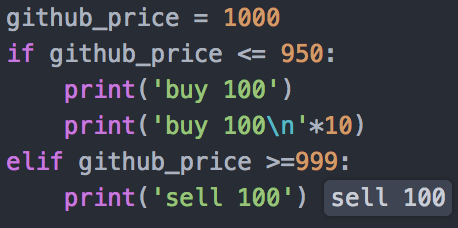 github_price = 1000
if github_price <= 950:
    print('buy 100')
    print('buy 100\n'*10)
elif github_price >=999:
    print('sell 100') sell 100